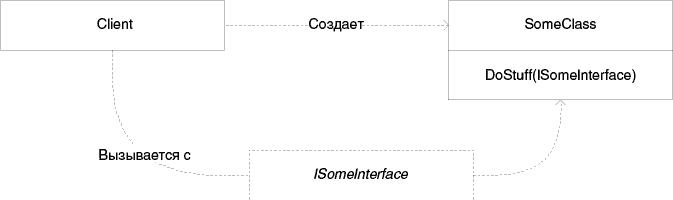 Client
Создает
SomeClass
DoStuff(ISomeInterface)
Вызывается с
ISomeInterface